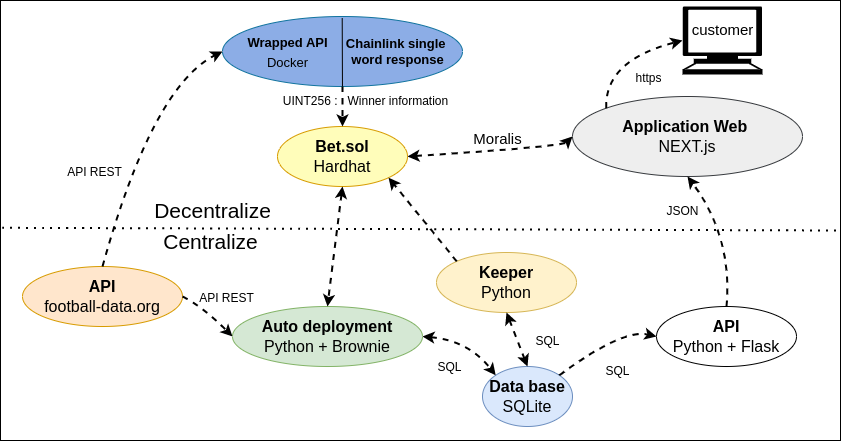 customer
Wrapped API
Docker
Chainlink single
word response
https
UINT256 : Winner information
Bet.sol
Hardhat
Moralis
Application Web
NEXT.js
API REST
JSON
Decentralize
Centralize
API
football-data.org
API REST
Keeper
Python
Auto deployment
Python + Brownie
API
Python + Flask
SQL
SQL
SQL
Data base
SQLite